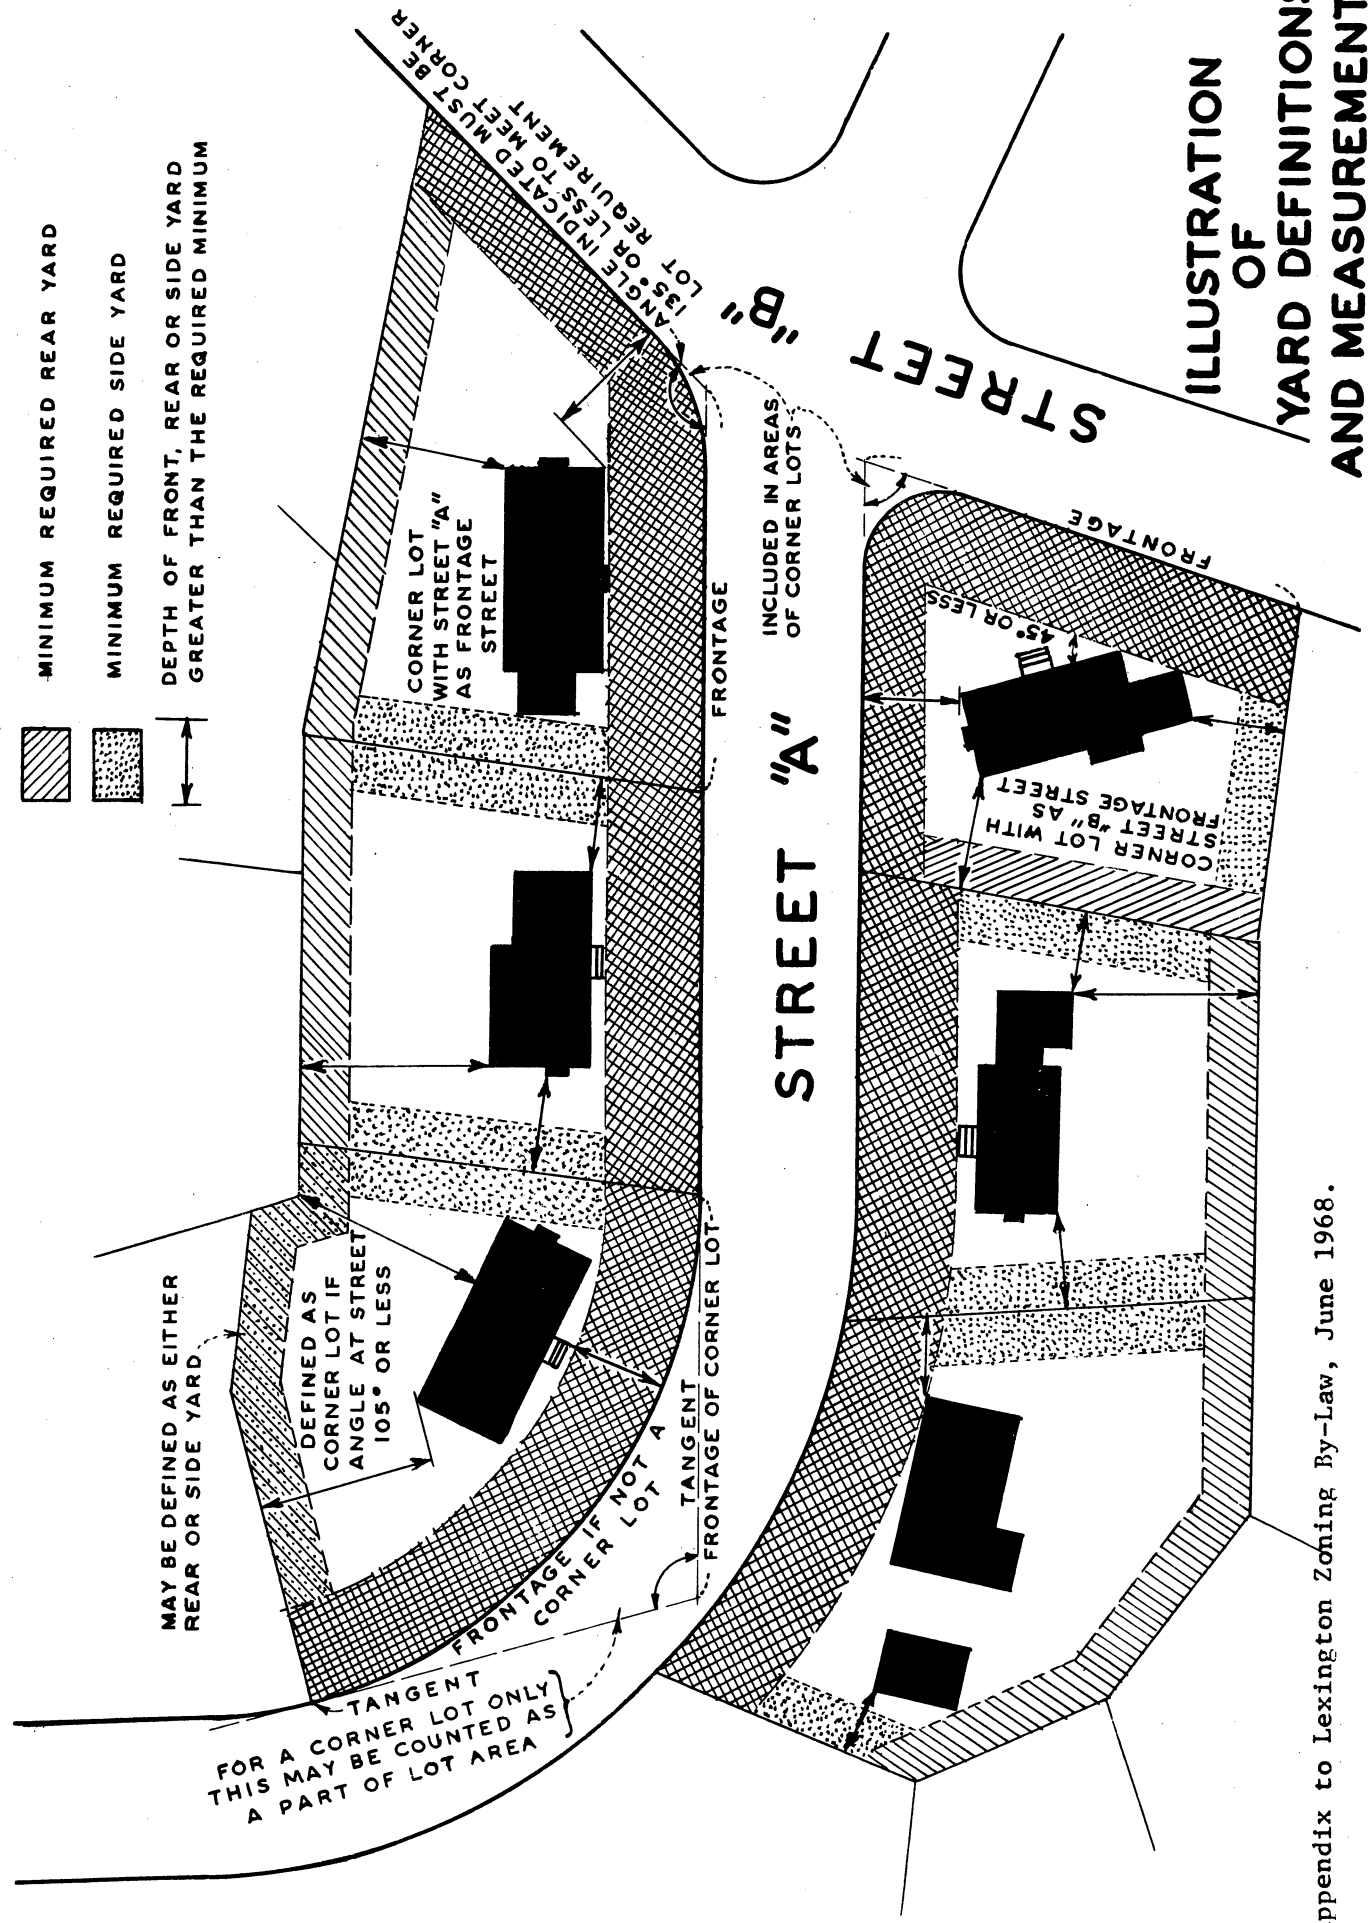 ILLUSTRATION
OF
YARD DEFINITIONS
AND MEASUREMENT
MINIMUM REQUIRED REAR YARD
MINIMUM REQUIRED SIDE YARD
DEPTH OF FRONT, REAR OR SIDE YARD
GREATER THAN THE REQUIRED MINIMUM
MAY BE DEFINED AS EITHER
REAR OR SIDE YARD
DEFINED AS
CORNER LOT IF
ANGLE AT STREET
105° OR LESS
CORNER LOT
WITH STREET "A"
AS FRONTAGE
STREET
ANGLE INDICATED MUST BE
135° OR LESS TO MEET CORNER
LOT REQUIREMENT
FRONTAGE IF NOT A
CORNER LOT
TANGENT
FRONTAGE OF CORNER LOT
FRONTAGE
INCLUDED IN AREAS
OF CORNER LOTS
TANGENT
FOR A CORNER LOT ONLY
THIS MAY BE COUNTED AS
A PART OF LOT AREA
STREET "A"
STREET "B"
FRONTAGE
45° OR LESS
CORNER LOT WITH
STREET "B" AS
FRONTAGE STREET
ppendix to Lexington Zoning By-Law, June 1968.